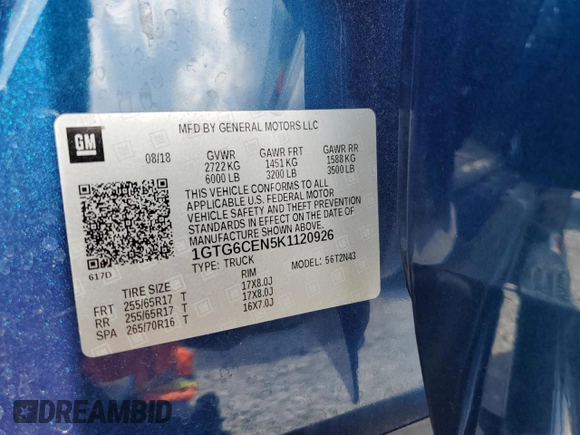 GM
MFD BY GENERAL MOTORS LLC
08/18 GVWR GAWR FRT GAWR RR
2722 KG 1451 KG 1588 KG
6000 LB 3200 LB 3500 LB
THIS VEHICLE CONFORMS TO ALL
APPLICABLE U.S. FEDERAL MOTOR
VEHICLE SAFETY AND THEFT PREVENTION
STANDARDS IN EFFECT ON THE DATE OF
MANUFACTURE SHOWN ABOVE.
1GTG6CEN5K1120926
617D
TYPE: TRUCK MODEL: 56T2N43
TIRE SIZE RIM
FRT 255/65R17 T 17X8.0J
RR 255/65R17 T 17X8.0J
SPA 265/70R16 T 16X7.0J
DREAMBID